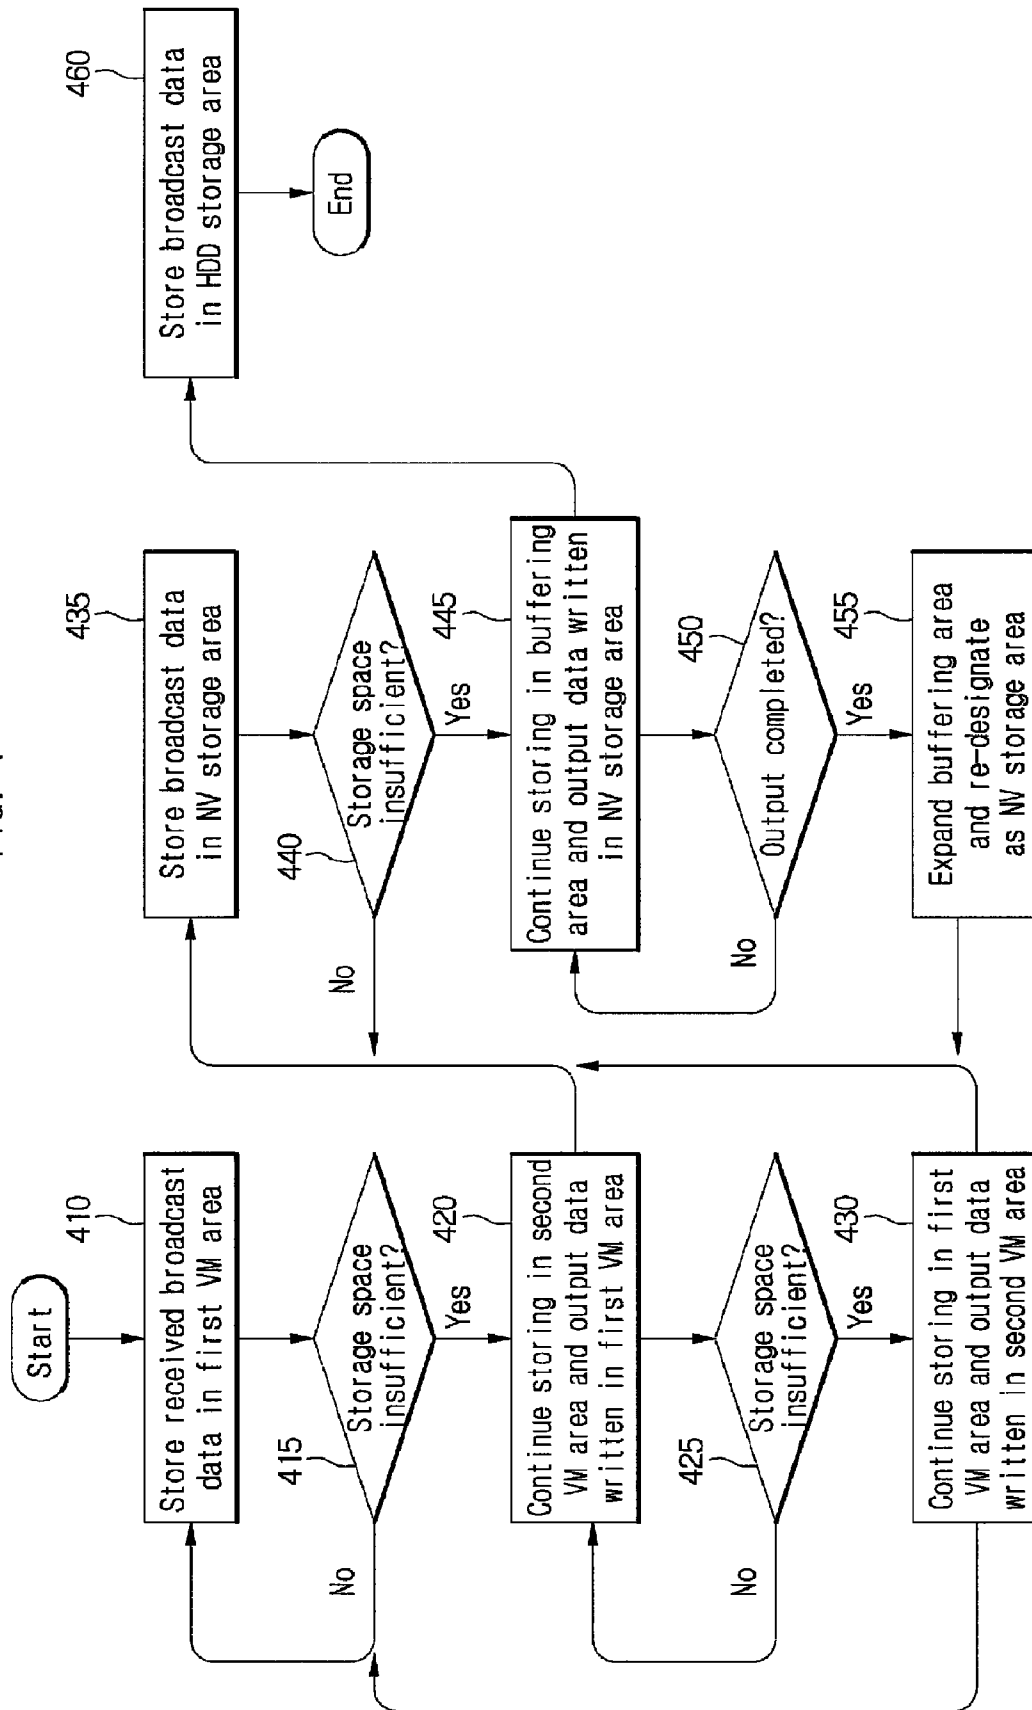 Start
410
Store received broadcast
data in first VM area
415
Storage space
insufficient?
No
Yes
420
Continue storing in second
VM area and output data
written in first VM area
425
Storage space
insufficient?
No
Yes
430
Continue storing in first
VM area and output data
written in second VM area
435
Store broadcast data
in NV storage area
440
Storage space
insufficient?
No
Yes
445
Continue storing in buffering
area and output data written
in NV storage area
450
Output completed?
No
Yes
455
Expand buffering area
and re-designate
as NV storage area
460
Store broadcast data
in HDD storage area
End